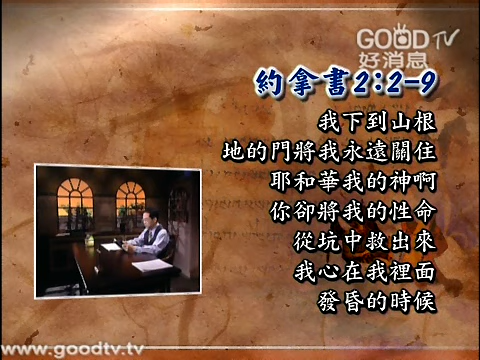 GOODTV
好消息
約拿書2:2-9
我下到山根
地的門將我永遠關住
耶和華我的神啊
你卻將我的性命
從坑中救出來
我心在我裡面
發昏的時候
www.goodtv.tv